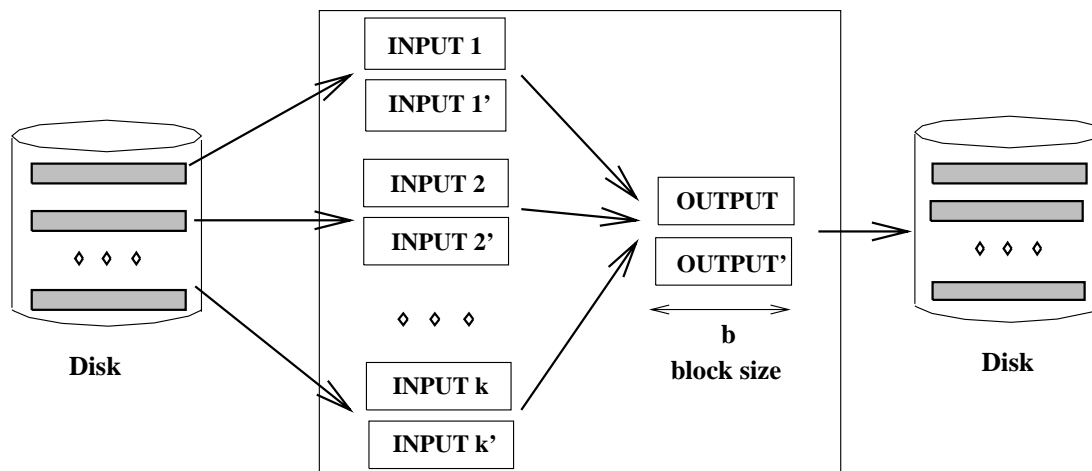 INPUT 1
INPUT 1’
INPUT 2
INPUT 2’
INPUT k
INPUT k’
OUTPUT
OUTPUT’
b
block size
Disk
Disk